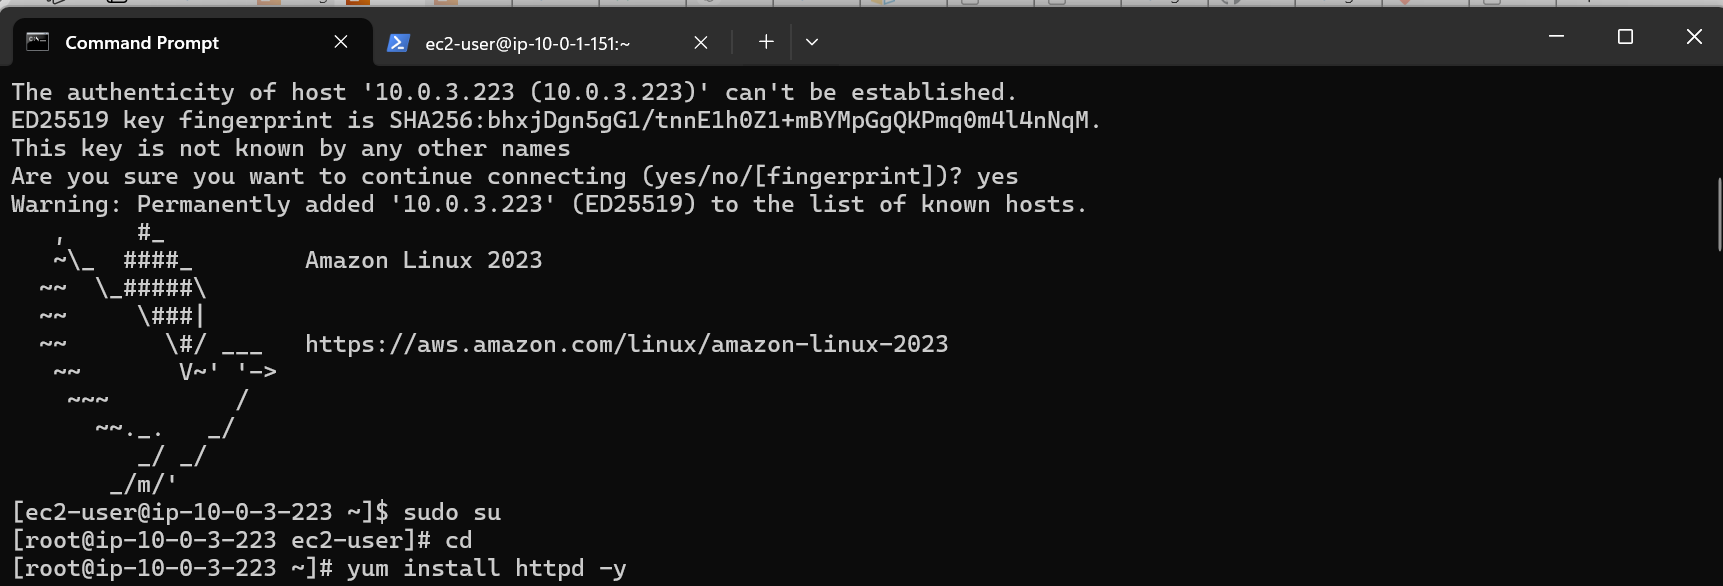 Command Prompt
ec2-user@ip-10-0-1-151:~
The authenticity of host '10.0.3.223 (10.0.3.223)' can't be established.
ED25519 key fingerprint is SHA256:bhxjDgn5gG1/tnnE1h0Z1+mBYMpGgQKPmq0m4l4nNqM.
This key is not known by any other names
Are you sure you want to continue connecting (yes/no/[fingerprint])? yes
Warning: Permanently added '10.0.3.223' (ED25519) to the list of known hosts.
   ,     #_
   ~\_  ####_        Amazon Linux 2023
  ~~  \_#####\
  ~~     \###|
  ~~       \#/ ___   https://aws.amazon.com/linux/amazon-linux-2023
   ~~       V~' '->
    ~~~         /
      ~~._.   _/
         _/ _/
       _/m/'
[ec2-user@ip-10-0-3-223 ~]$ sudo su
[root@ip-10-0-3-223 ec2-user]# cd
[root@ip-10-0-3-223 ~]# yum install httpd -y